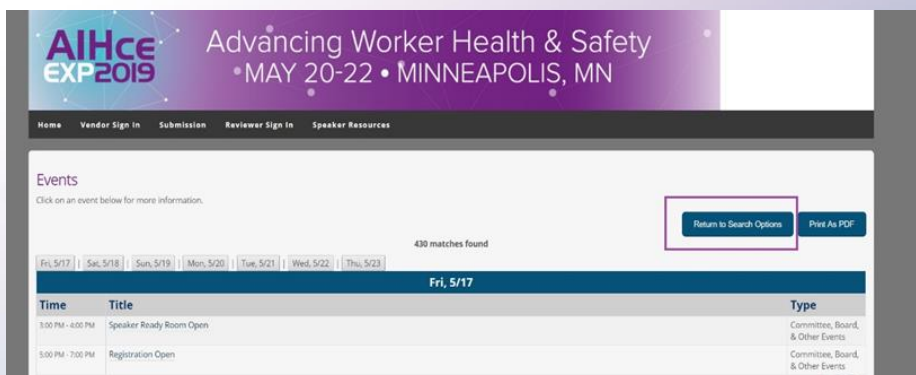 AIHce
EXP2019
Advancing Worker Health & Safety
•MAY 20-22 • MINNEAPOLIS, MN
Home Vendor Sign In Submission Reviewer Sign In Speaker Resources
Events
Click on an event below for more information.
Return to Search Options Print As PDF
430 matches found
Fri, 5/17 | Sat, 5/18 | Sun, 5/19 | Mon, 5/20 | Tue, 5/21 | Wed, 5/22 | Thu, 5/23
Fri, 5/17
Time Title Type
3:00 PM - 4:00 PM Speaker Ready Room Open Committee, Board,
& Other Events
5:00 PM - 7:00 PM Registration Open Committee, Board,
& Other Events